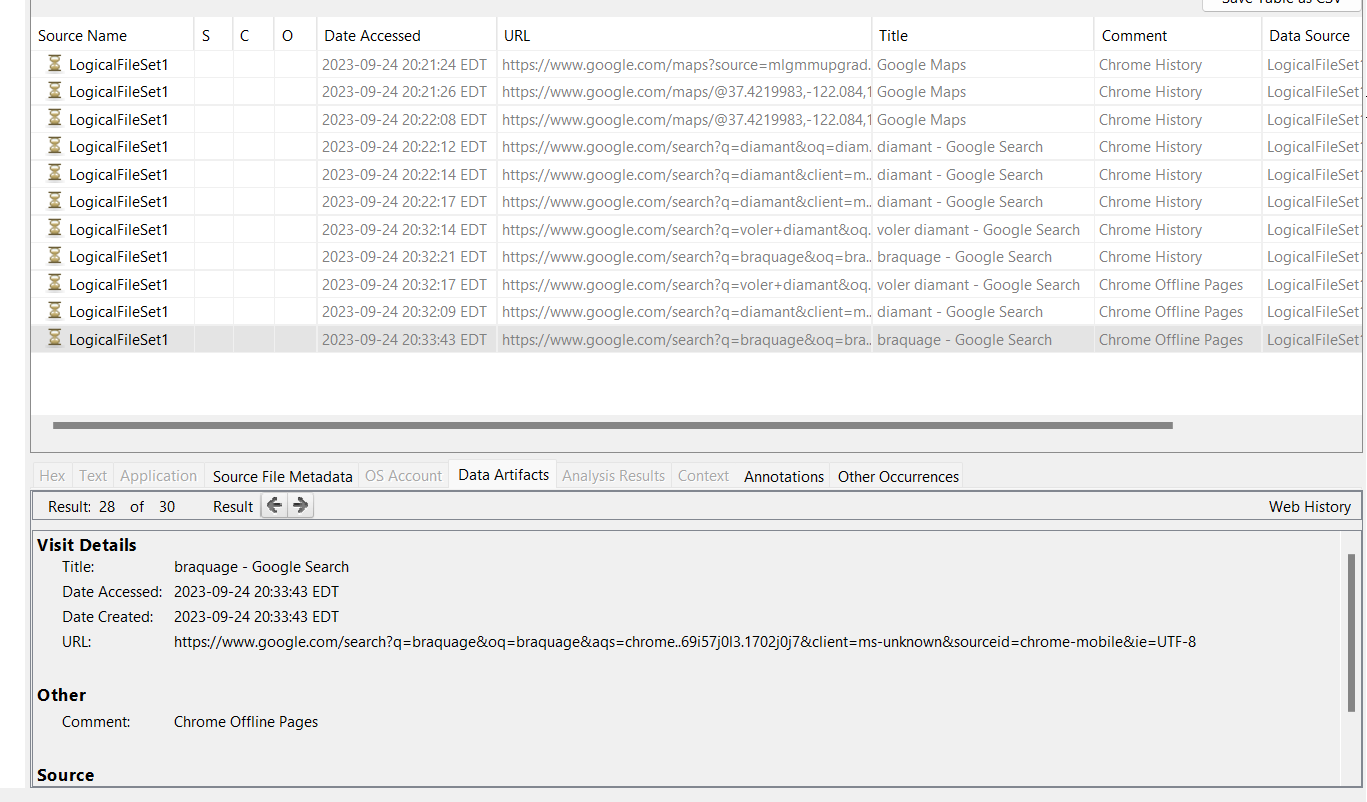 Save Table as CSV
Source Name S C O Date Accessed URL Title Comment Data Source
LogicalFileSet1 2023-09-24 20:21:24 EDT https://www.google.com/maps?source=mlgmmupgrad... Google Maps Chrome History LogicalFileSet1
LogicalFileSet1 2023-09-24 20:21:26 EDT https://www.google.com/maps/@37.4219983,-122.084,1 Google Maps Chrome History LogicalFileSet1
LogicalFileSet1 2023-09-24 20:22:08 EDT https://www.google.com/maps/@37.4219983,-122.084,1 Google Maps Chrome History LogicalFileSet1
LogicalFileSet1 2023-09-24 20:22:12 EDT https://www.google.com/search?q=diamant&oq=diam... diamant - Google Search Chrome History LogicalFileSet1
LogicalFileSet1 2023-09-24 20:22:14 EDT https://www.google.com/search?q=diamant&client=m... diamant - Google Search Chrome History LogicalFileSet1
LogicalFileSet1 2023-09-24 20:22:17 EDT https://www.google.com/search?q=diamant&client=m... diamant - Google Search Chrome History LogicalFileSet1
LogicalFileSet1 2023-09-24 20:32:14 EDT https://www.google.com/search?q=voler+diamant&oq... voler diamant - Google Search Chrome History LogicalFileSet1
LogicalFileSet1 2023-09-24 20:32:21 EDT https://www.google.com/search?q=braquage&oq=bra... braquage - Google Search Chrome History LogicalFileSet1
LogicalFileSet1 2023-09-24 20:32:17 EDT https://www.google.com/search?q=voler+diamant&oq... voler diamant - Google Search Chrome Offline Pages LogicalFileSet1
LogicalFileSet1 2023-09-24 20:32:09 EDT https://www.google.com/search?q=diamant&client=m... diamant - Google Search Chrome Offline Pages LogicalFileSet1
LogicalFileSet1 2023-09-24 20:33:43 EDT https://www.google.com/search?q=braquage&oq=bra... braquage - Google Search Chrome Offline Pages LogicalFileSet1
Hex Text Application Source File Metadata OS Account Data Artifacts Analysis Results Context Annotations Other Occurrences
Result: 28 of 30 Result Web History
Visit Details
Title: braquage - Google Search
Date Accessed: 2023-09-24 20:33:43 EDT
Date Created: 2023-09-24 20:33:43 EDT
URL: https://www.google.com/search?q=braquage&oq=braquage&aqs=chrome..69i57j0l3.1702j0j7&client=ms-unknown&sourceid=chrome-mobile&ie=UTF-8
Other
Comment: Chrome Offline Pages
Source